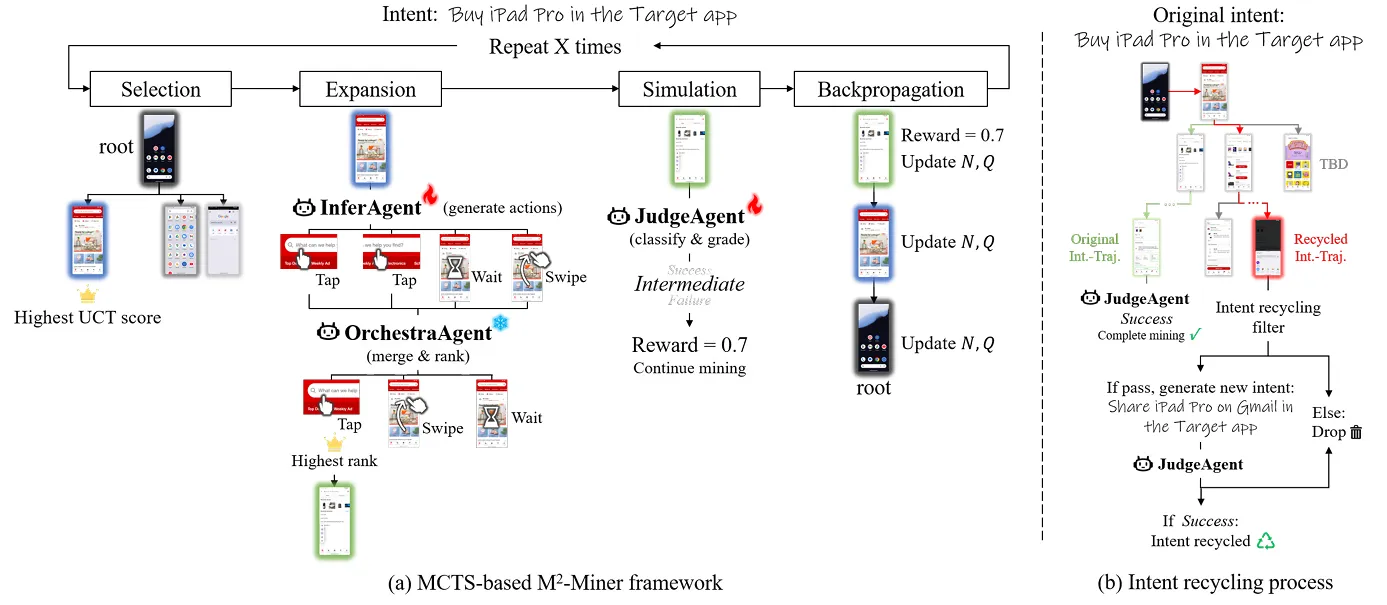 Intent: Buy iPad Pro in the Target app
Repeat X times
Selection
Expansion
Simulation
Backpropagation
root
Highest UCT score
InferAgent
(generate actions)
What can we help
we help you find?
Tap
Tap
Wait
Swipe
OrchestraAgent
(merge & rank)
What can we help
Tap
Swipe
Wait
Highest rank
JudgeAgent
(classify & grade)
Success
Intermediate
Failure
Reward = 0.7
Continue mining
Reward = 0.7
Update N, Q
Update N, Q
Update N, Q
root
(a) MCTS-based M²-Miner framework
Original intent:
Buy iPad Pro in the Target app
TBD
Original
Int.-Traj.
Recycled
Int.-Traj.
JudgeAgent
Success
Complete mining ✓
Intent recycling
filter
If pass, generate new intent:
Share iPad Pro on Gmail in
the Target app
Else:
Drop
JudgeAgent
If Success:
Intent recycled
(b) Intent recycling process